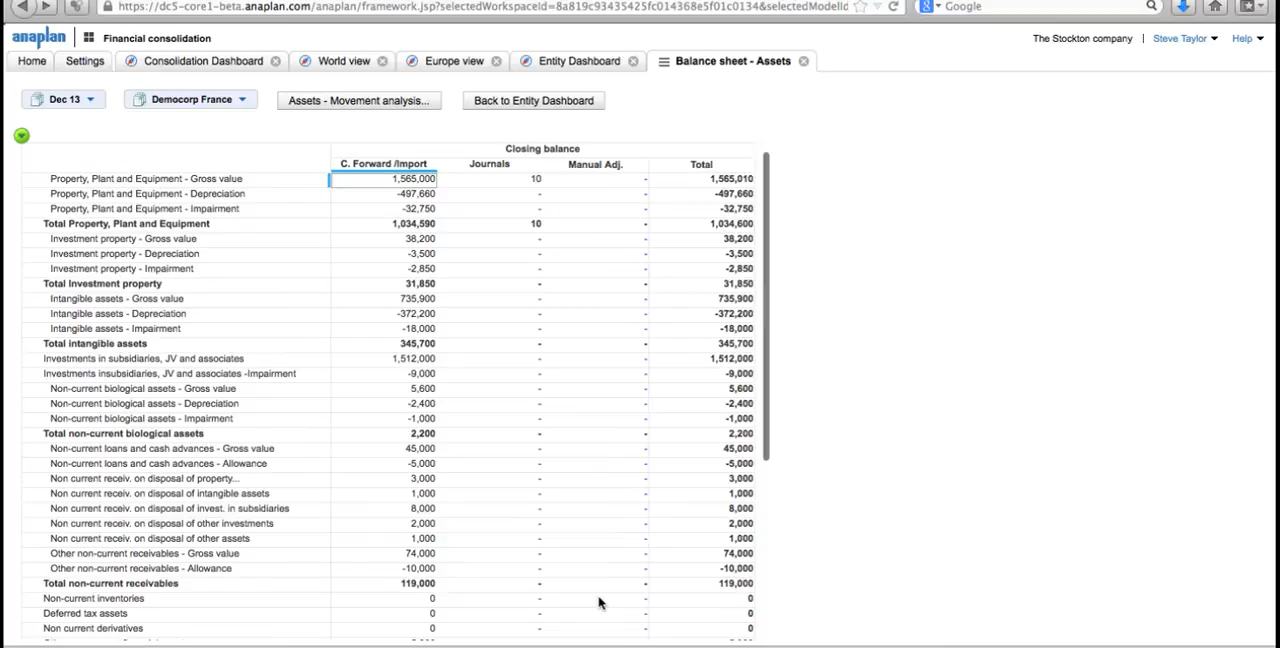 https://dc5-core1-beta.anaplan.com/anaplan/framework.jsp?selectedWorkspaceId=8a819c93435425fc014368e5f01c0134&selectedModelId
Google
anaplan Financial consolidation The Stockton company | Steve Taylor Help
Home Settings Consolidation Dashboard World view Europe view Entity Dashboard Balance sheet - Assets
Dec 13 Democorp France Assets - Movement analysis... Back to Entity Dashboard
Closing balance
C. Forward /Import Journals Manual Adj. Total
Property, Plant and Equipment - Gross value 1,565,000 10 - 1,565,010
Property, Plant and Equipment - Depreciation -497,660 - - -497,660
Property, Plant and Equipment - Impairment -32,750 - - -32,750
Total Property, Plant and Equipment 1,034,590 10 - 1,034,600
Investment property - Gross value 38,200 - - 38,200
Investment property - Depreciation -3,500 - - -3,500
Investment property - Impairment -2,850 - - -2,850
Total Investment property 31,850 - - 31,850
Intangible assets - Gross value 735,900 - - 735,900
Intangible assets - Depreciation -372,200 - - -372,200
Intangible assets - Impairment -18,000 - - -18,000
Total intangible assets 345,700 - - 345,700
Investments in subsidiaries, JV and associates 1,512,000 - - 1,512,000
Investments insubsidiaries, JV and associates -Impairment -9,000 - - -9,000
Non-current biological assets - Gross value 5,600 - - 5,600
Non-current biological assets - Depreciation -2,400 - - -2,400
Non-current biological assets - Impairment -1,000 - - -1,000
Total non-current biological assets 2,200 - - 2,200
Non-current loans and cash advances - Gross value 45,000 - - 45,000
Non-current loans and cash advances - Allowance -5,000 - - -5,000
Non current receiv. on disposal of property... 3,000 - - 3,000
Non current receiv. on disposal of intangible assets 1,000 - - 1,000
Non current receiv. on disposal of invest. in subsidiaries 8,000 - - 8,000
Non current receiv. on disposal of other investments 2,000 - - 2,000
Non current receiv. on disposal of other assets 1,000 - - 1,000
Other non-current receivables - Gross value 74,000 - - 74,000
Other non-current receivables - Allowance -10,000 - - -10,000
Total non-current receivables 119,000 - - 119,000
Non-current inventories 0 - - 0
Deferred tax assets 0 - - 0
Non current derivatives 0 - - 0